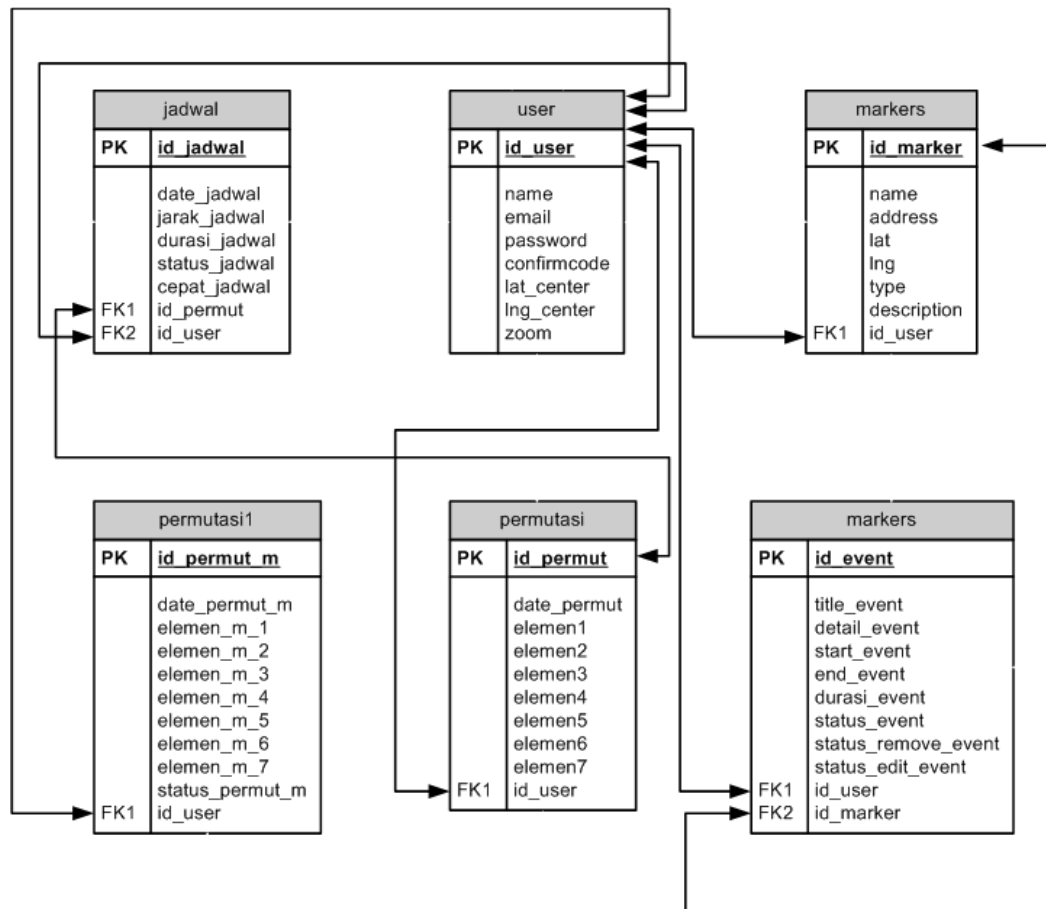 jadwal
PK id_jadwal
date_jadwal
jarak_jadwal
durasi_jadwal
status_jadwal
cepat_jadwal
FK1 id_permut
FK2 id_user
user
PK id_user
name
email
password
confirmcode
lat_center
lng_center
zoom
markers
PK id_marker
name
address
lat
lng
type
description
FK1 id_user
permutasi1
PK id_permut_m
date_permut_m
elemen_m_1
elemen_m_2
elemen_m_3
elemen_m_4
elemen_m_5
elemen_m_6
elemen_m_7
status_permut_m
FK1 id_user
permutasi
PK id_permut
date_permut
elemen1
elemen2
elemen3
elemen4
elemen5
elemen6
elemen7
FK1 id_user
markers
PK id_event
title_event
detail_event
start_event
end_event
durasi_event
status_event
status_remove_event
status_edit_event
FK1 id_user
FK2 id_marker